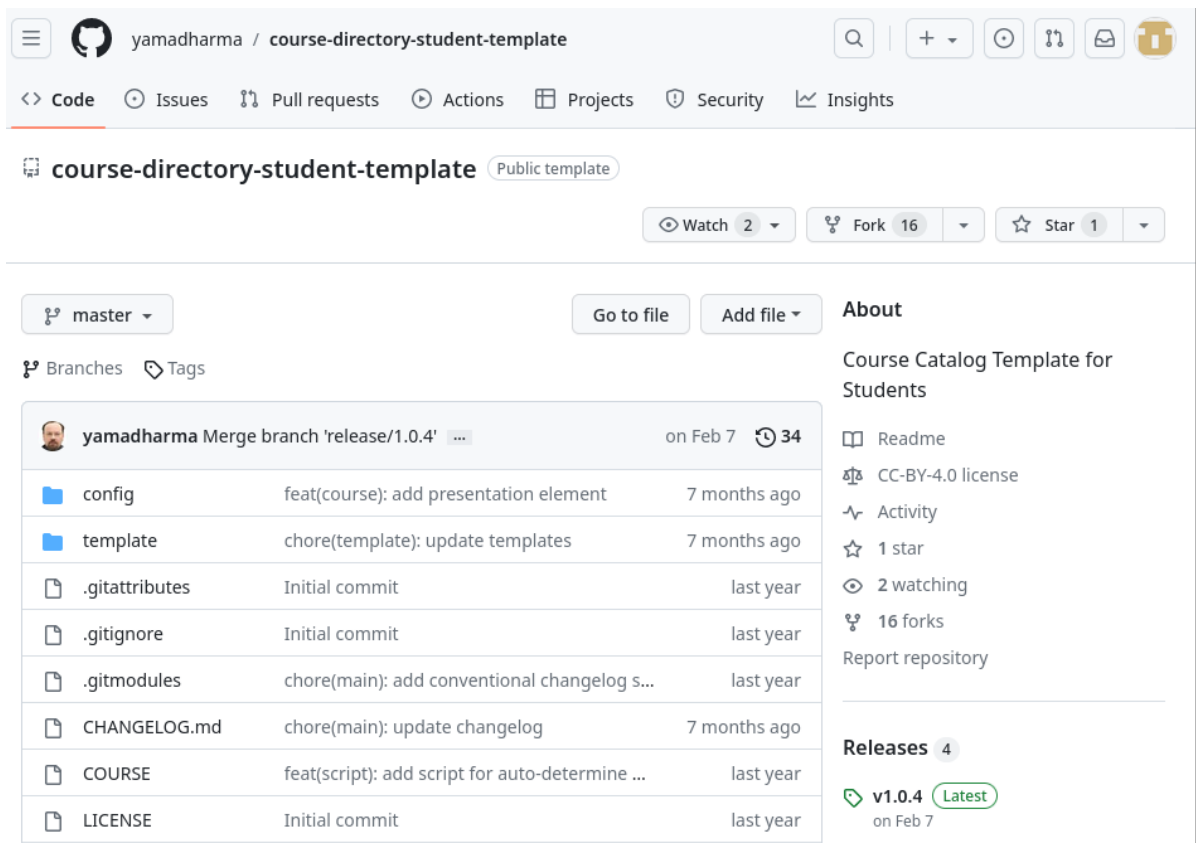 yamadharma / course-directory-student-template
Code Issues Pull requests Actions Projects Security Insights
course-directory-student-template Public template
Watch 2 Fork 16 Star 1
master Go to file Add file
Branches Tags
yamadharma Merge branch 'release/1.0.4' ... on Feb 7 34
config feat(course): add presentation element 7 months ago
template chore(template): update templates 7 months ago
.gitattributes Initial commit last year
.gitignore Initial commit last year
.gitmodules chore(main): add conventional changelog s... last year
CHANGELOG.md chore(main): update changelog 7 months ago
COURSE feat(script): add script for auto-determine ... last year
LICENSE Initial commit last year
About
Course Catalog Template for
Students
Readme
CC-BY-4.0 license
Activity
1 star
2 watching
16 forks
Report repository
Releases 4
v1.0.4 Latest
on Feb 7